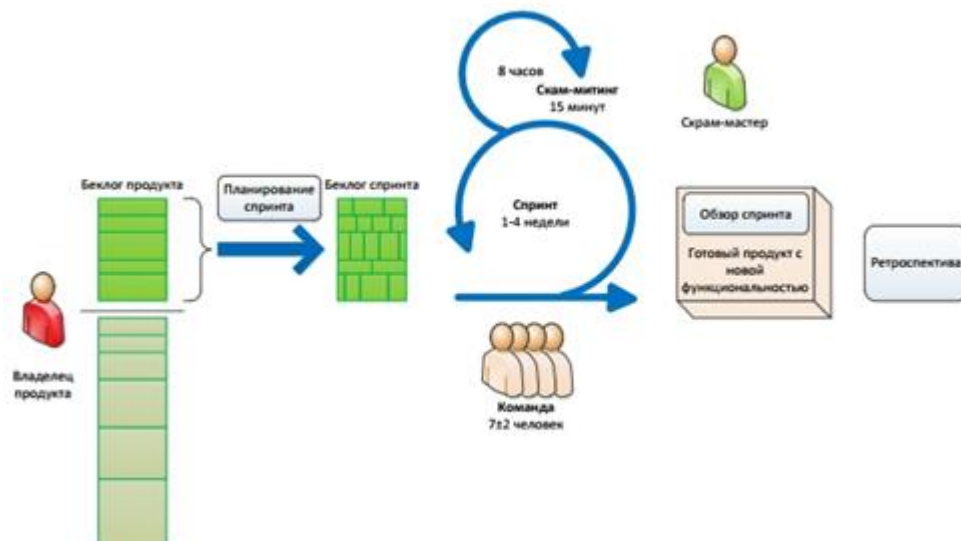 8 часов
Скам-митинг
15 минут
Скрам-мастер
Беклог продукта
Планирование
спринта
Беклог спринта
Спринт
1-4 недели
Обзор спринта
Готовый продукт с
новой
функциональностью
Ретроспектива
Владелец
продукта
Команда
7±2 человек